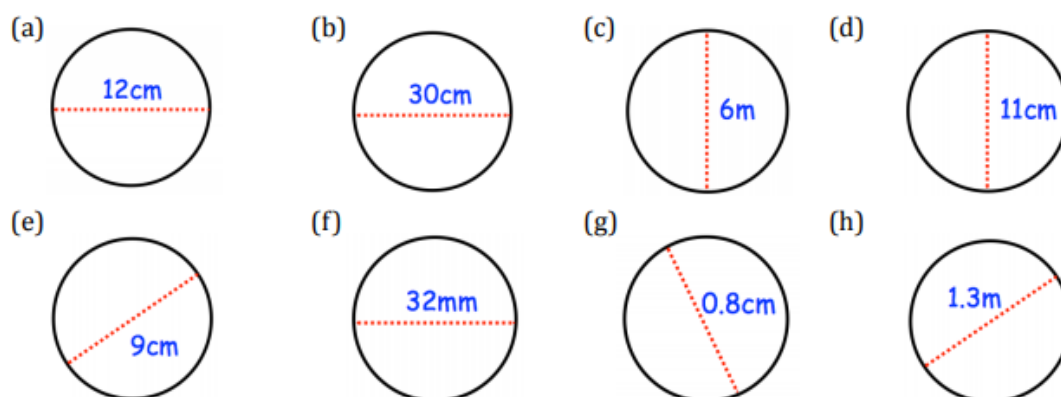 (a) (b) (c) (d)
12cm 30cm 6m 11cm
(e) (f) (g) (h)
9cm 32mm 0.8cm 1.3m